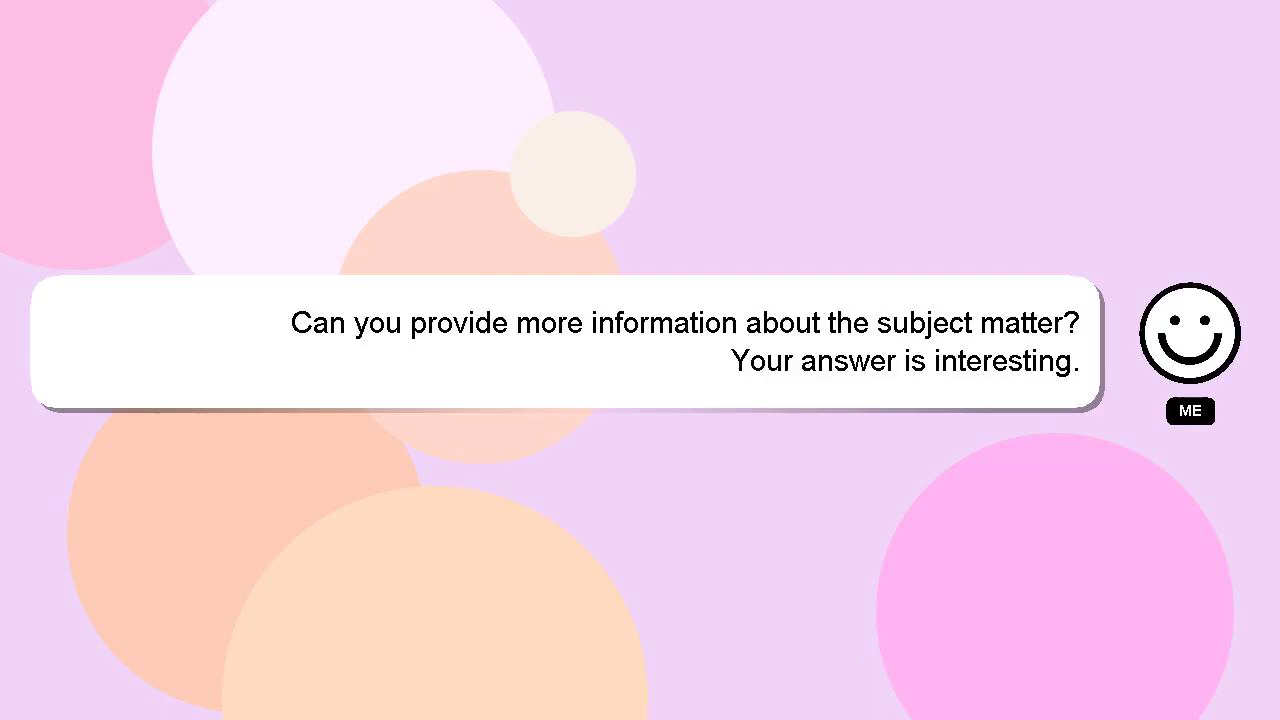 Can you provide more information about the subject matter?
Your answer is interesting.
ME